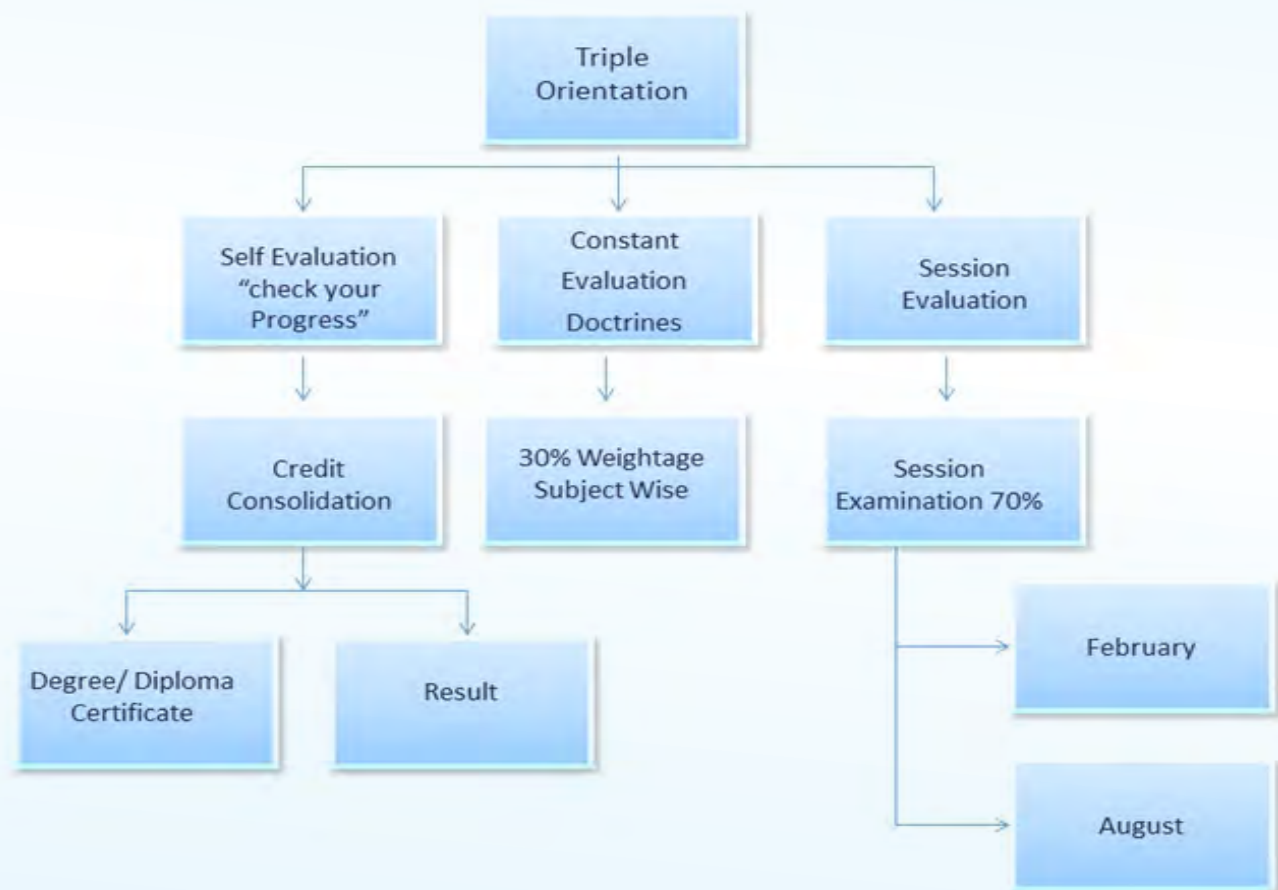 Triple
Orientation
Self Evaluation
“check your
Progress”
Constant
Evaluation
Doctrines
Session
Evaluation
Credit
Consolidation
30% Weightage
Subject Wise
Session
Examination 70%
Degree/ Diploma
Certificate
Result
February
August